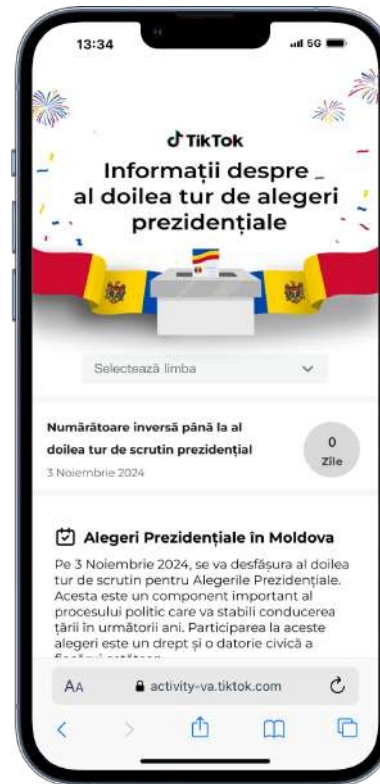 13:34
5G
TikTok
Informații despre _
al doilea tur de alegeri
prezidențiale
Selectează limba
Numărătoare inversă până la al
doilea tur de scrutin prezidențial
3 Noiembrie 2024
0
Zile
Alegeri Prezidențiale în Moldova
Pe 3 Noiembrie 2024, se va desfășura al doilea
tur de scrutin pentru Alegerile Prezidențiale.
Acesta este un component important al
procesului politic care va stabili conducerea
țării în următorii ani. Participarea la aceste
alegeri este un drept și o datorie civică a
AA
activity-va.tiktok.com